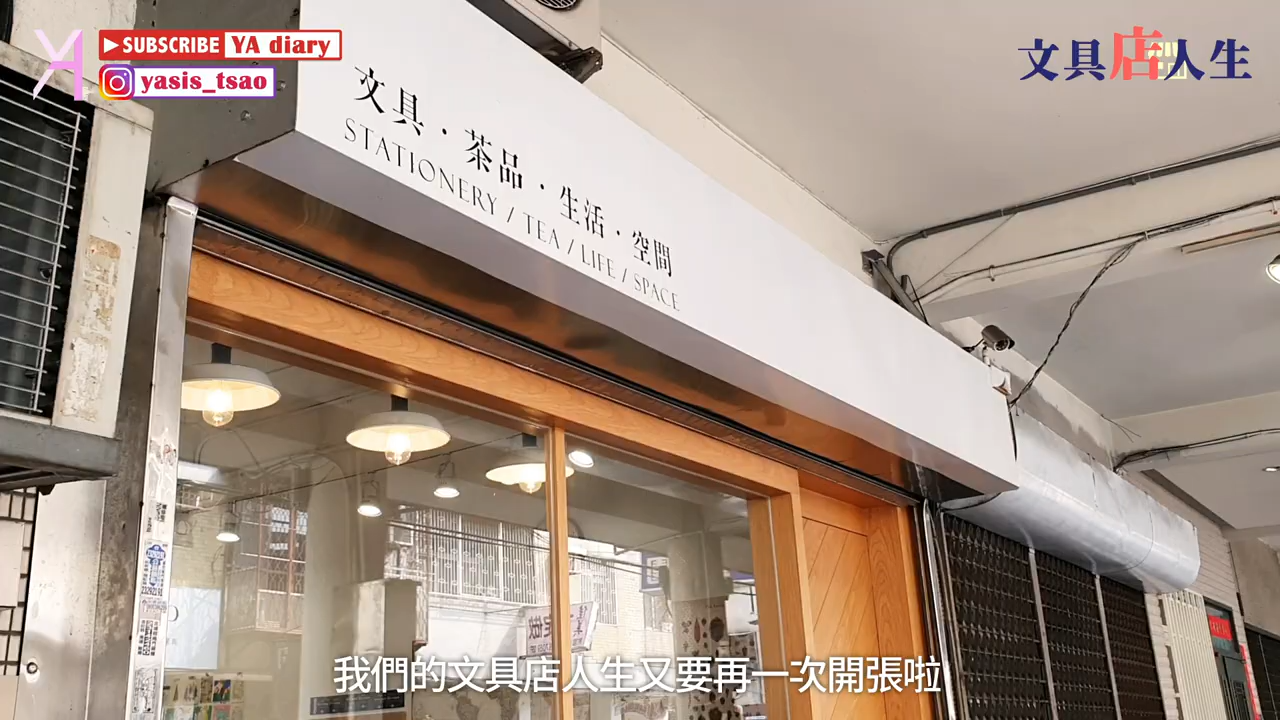 YA
SUBSCRIBE YA diary
yasis_tsao
文具店人生
文具·茶品·生活·空間
STATIONERY / TEA / LIFE / SPACE
我們的文具店人生又要再一次開張啦